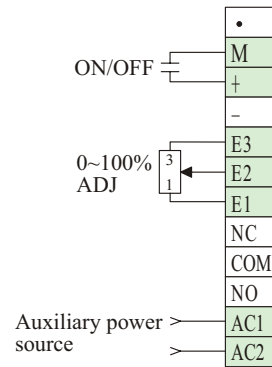 •
M
ON/OFF
+
−
E3
0~100%
3
E2
ADJ
1
E1
NC
COM
NO
Auxiliary power
AC1
source
AC2